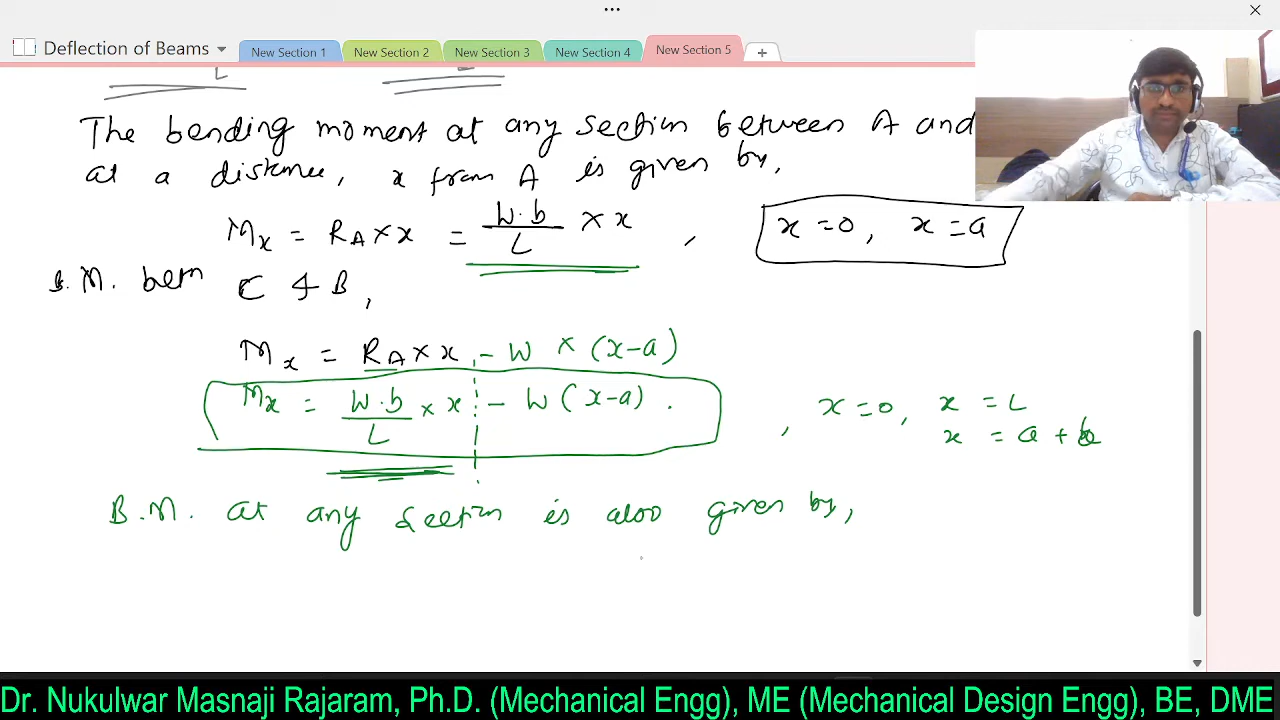 Deflection of Beams New Section 1 New Section 2 New Section 3 New Section 4 New Section 5
L
The bending moment at any section between A and
at a distance, x from A is given by,
Mx = RA × x = W·b/L × x , x = 0, x = a
B.M. betn C & B,
Mx = RA × x - W × (x-a)
Mx = W·b/L × x - W (x-a) . , x = 0, x = L
x = a + b
B.M. at any section is also given by,
Dr. Nukulwar Masnaji Rajaram, Ph.D. (Mechanical Engg), ME (Mechanical Design Engg), BE, DME